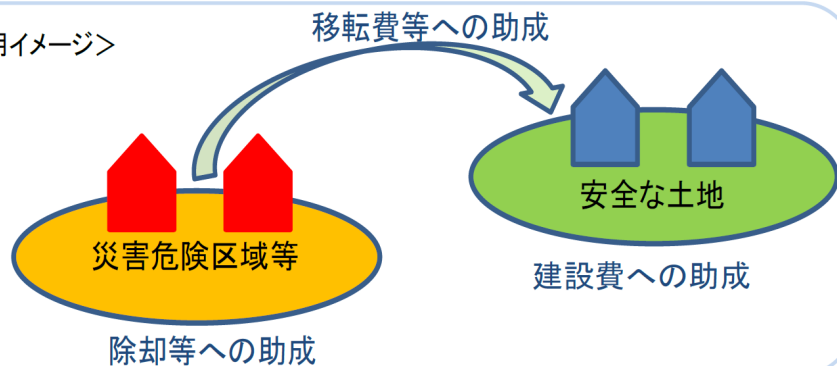 移転費等への助成
用イメージ＞
安全な土地
災害危険区域等
建設費への助成
除却等への助成